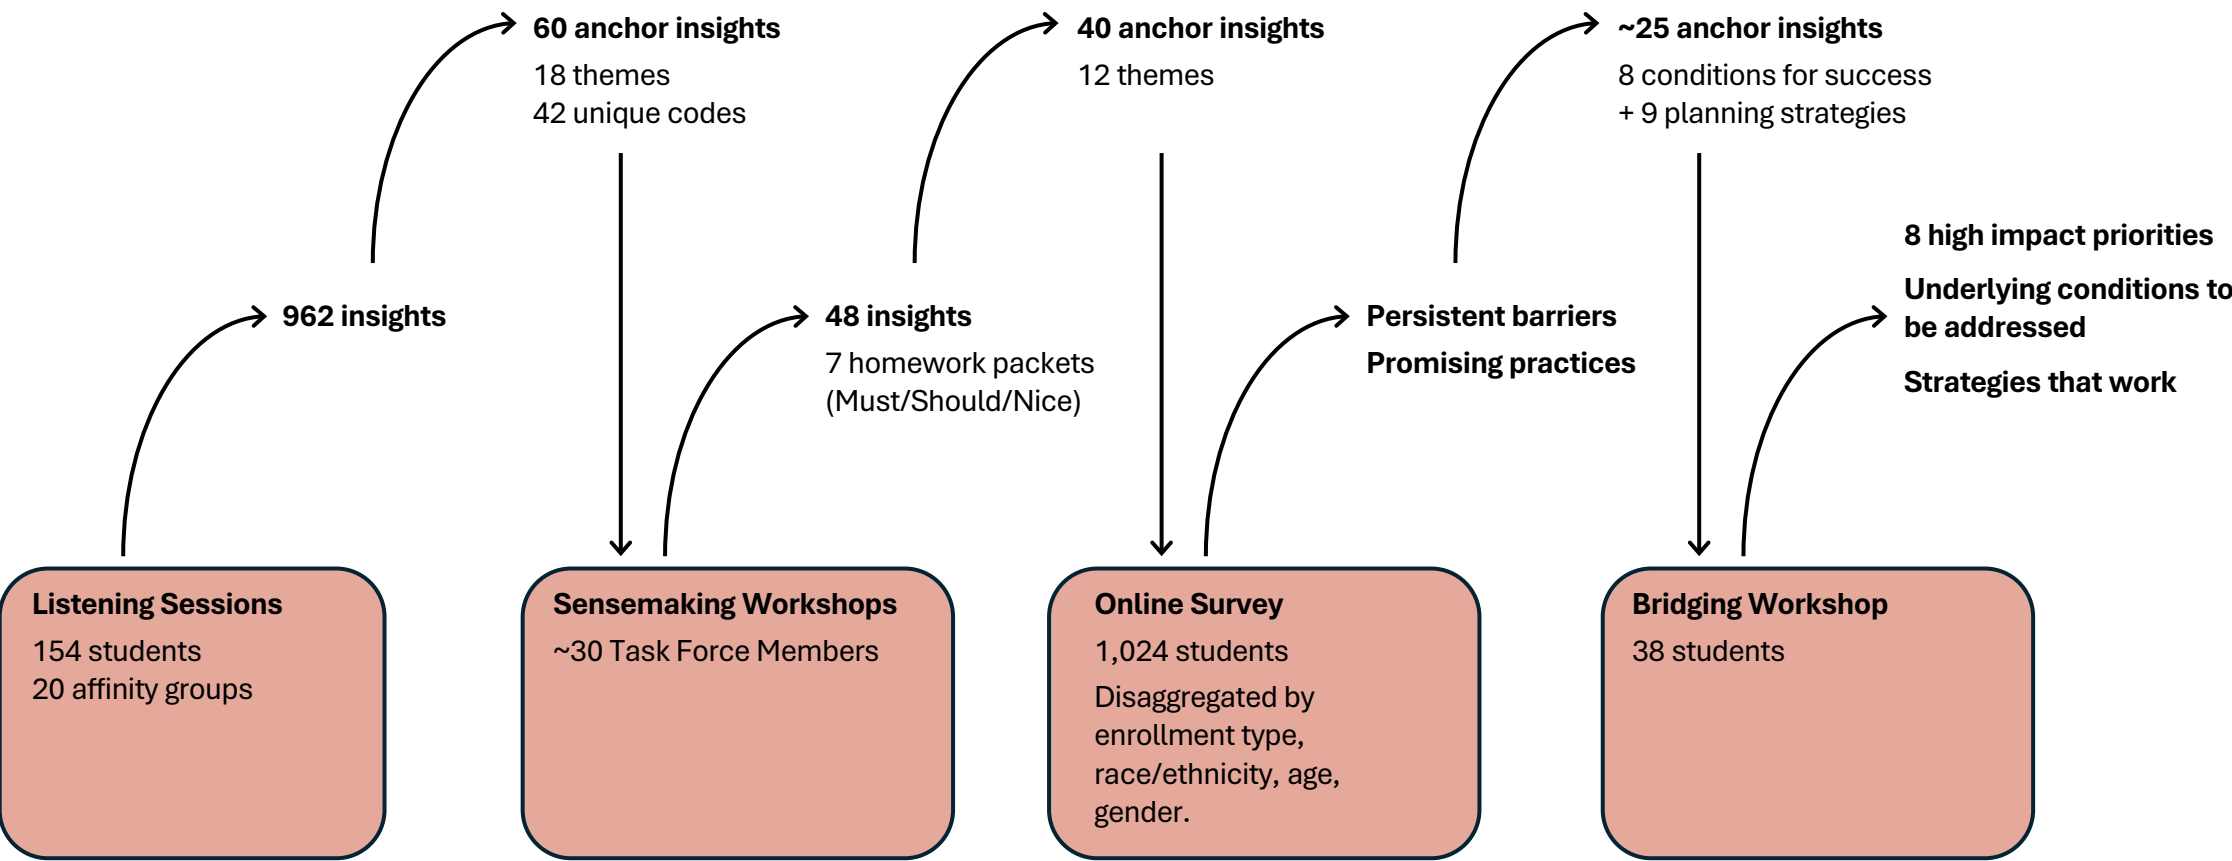 60 anchor insights
18 themes
42 unique codes
40 anchor insights
12 themes
~25 anchor insights
8 conditions for success
+ 9 planning strategies
962 insights
48 insights
7 homework packets
(Must/Should/Nice)
Persistent barriers
Promising practices
8 high impact priorities
Underlying conditions to
be addressed
Strategies that work
Listening Sessions
154 students
20 affinity groups
Sensemaking Workshops
~30 Task Force Members
Online Survey
1,024 students
Disaggregated by
enrollment type,
race/ethnicity, age,
gender.
Bridging Workshop
38 students